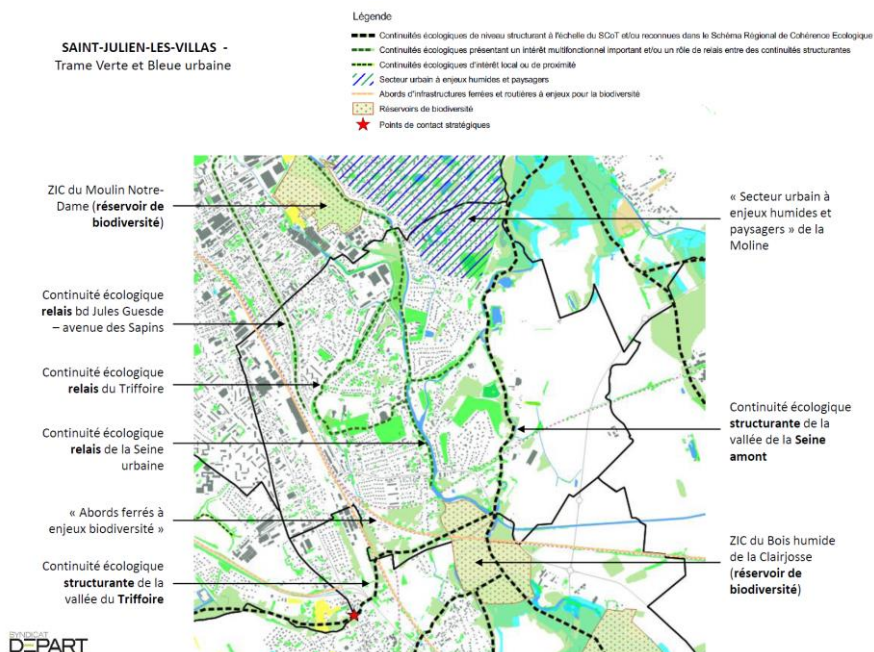 SAINT-JULIEN-LES-VILLAS -
Trame Verte et Bleue urbaine
Légende
Continuités écologiques de niveau structurant à l'échelle du SCoT et/ou reconnues dans le Schéma Régional de Cohérence Ecologique
Continuités écologiques présentant un intérêt multifonctionnel important et/ou un rôle de relais entre des continuités structurantes
Continuités écologiques d'intérêt local ou de proximité
Secteur urbain à enjeux humides et paysagers
Abords d'infrastructures ferrées et routières à enjeux pour la biodiversité
Réservoirs de biodiversité
Points de contact stratégiques
ZIC du Moulin Notre-
Dame (réservoir de
biodiversité)
Continuité écologique
relais bd Jules Guesde
– avenue des Sapins
Continuité écologique
relais du Triffoire
Continuité écologique
relais de la Seine
urbaine
« Abords ferrés à
enjeux biodiversité »
Continuité écologique
structurante de la
vallée du Triffoire
« Secteur urbain à
enjeux humides et
paysagers » de la
Moline
Continuité écologique
structurante de la
vallée de la Seine
amont
ZIC du Bois humide
de la Clairjosse
(réservoir de
biodiversité)
SYNDICAT
DEPART